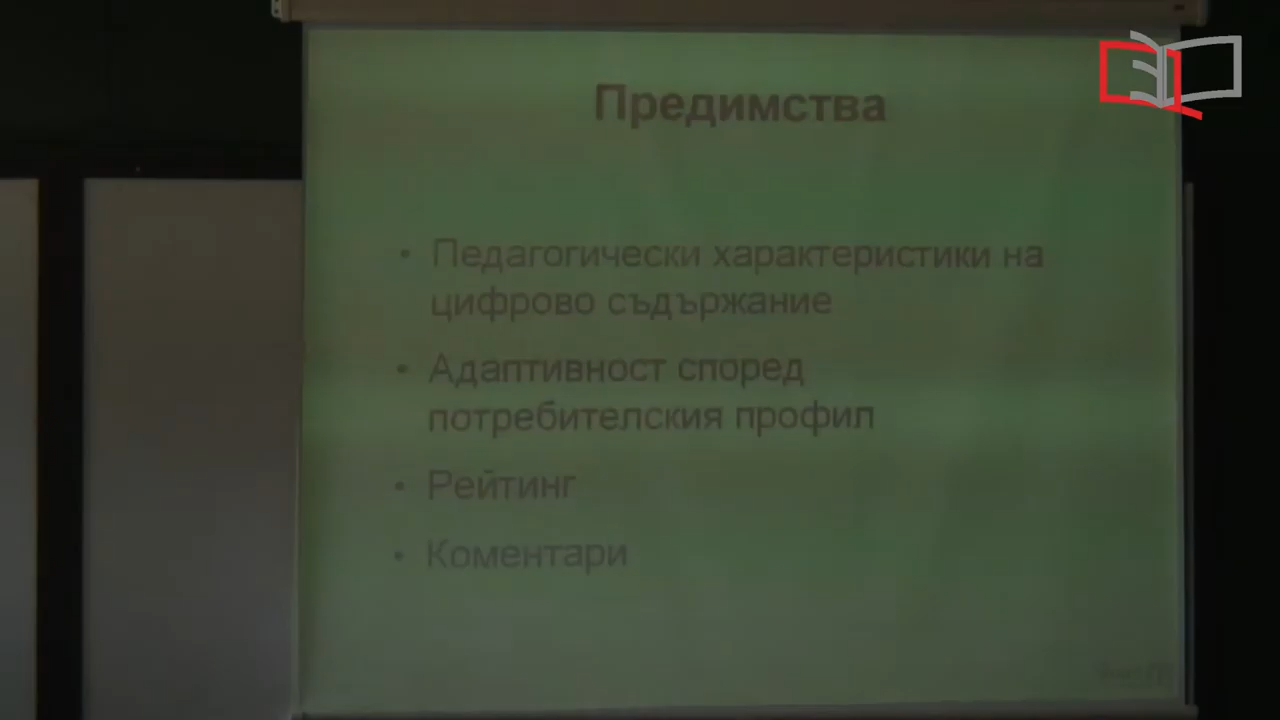 Предимства
• Педагогически характеристики на
цифрово съдържание
• Адаптивност според
потребителския профил
• Рейтинг
• Коментари